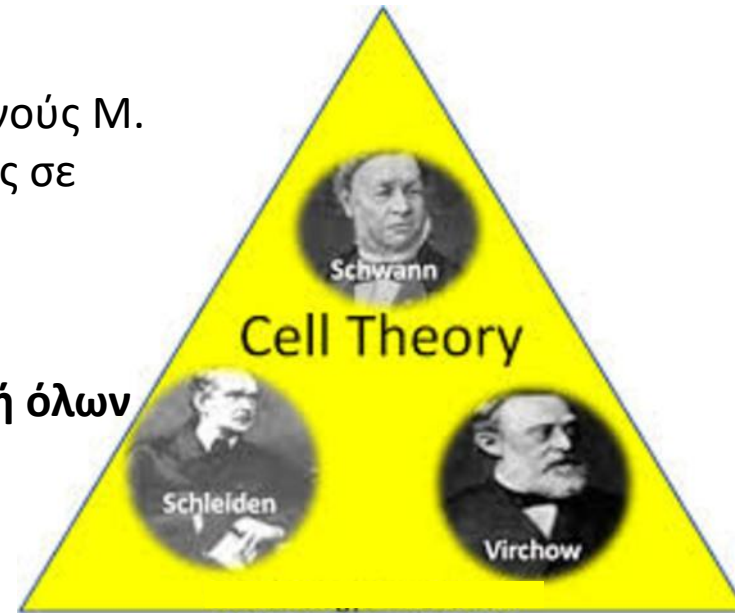 νούς Μ.
ς σε
ή όλων
Schwann
Cell Theory
Schleiden
Virchow